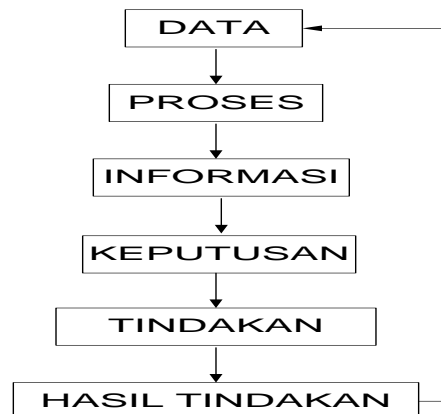 DATA
PROSES
INFORMASI
KEPUTUSAN
TINDAKAN
HASIL TINDAKAN